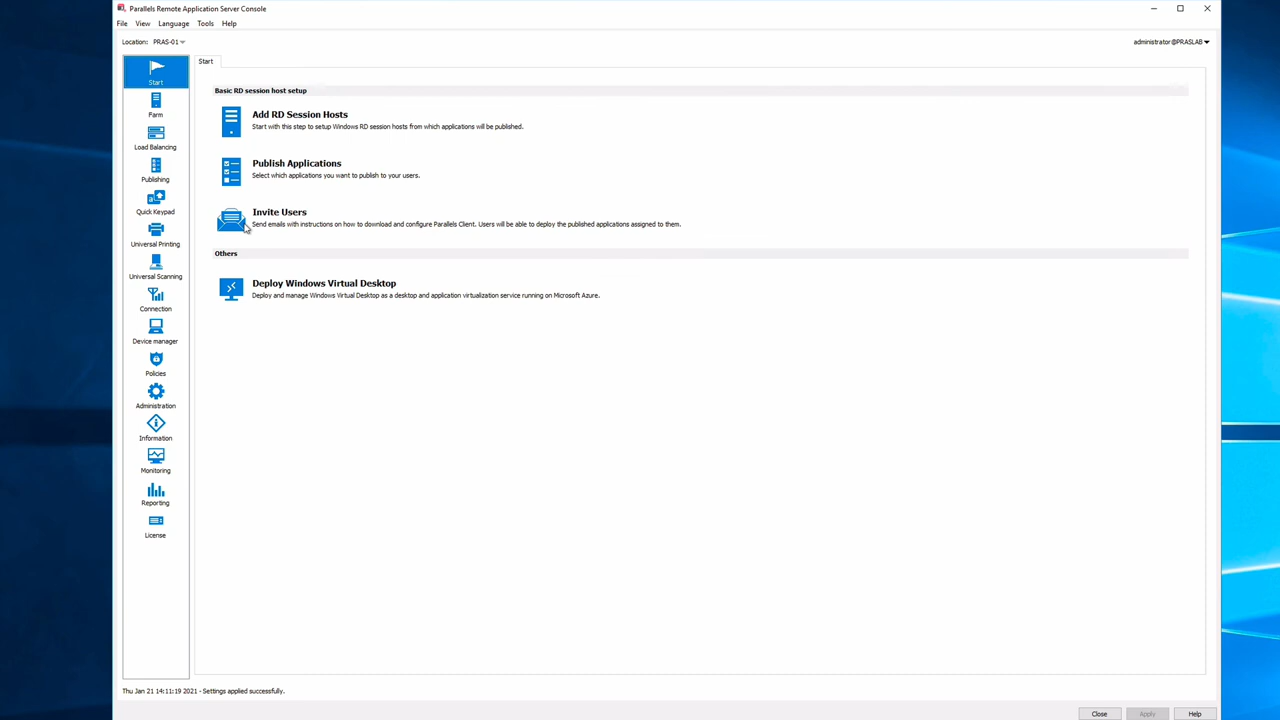 Parallels Remote Application Server Console
File View Language Tools Help
Location: PRAS-01
administrator@PRASLAB
Start
Farm
Load Balancing
Publishing
Quick Keypad
Universal Printing
Universal Scanning
Connection
Device manager
Policies
Administration
Information
Monitoring
Reporting
License
Start
Basic RD session host setup
Add RD Session Hosts
Start with this step to setup Windows RD session hosts from which applications will be published.
Publish Applications
Select which applications you want to publish to your users.
Invite Users
Send emails with instructions on how to download and configure Parallels Client. Users will be able to deploy the published applications assigned to them.
Others
Deploy Windows Virtual Desktop
Deploy and manage Windows Virtual Desktop as a desktop and application virtualization service running on Microsoft Azure.
Thu Jan 21 14:11:19 2021 - Settings applied successfully.
Close Apply Help